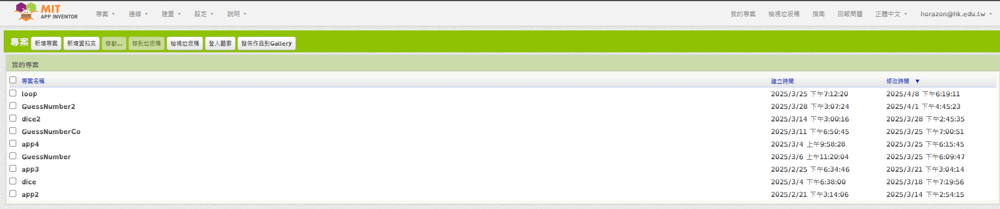 MIT
APP INVENTOR
專案 連線 建置 設定 說明 我的專案 檢視垃圾桶 指南 回報問題 正體中文 horazon@hk.edu.tw
專案 新增專案 新增資料夾 移動... 移到垃圾桶 檢視垃圾桶 登入藝廊 發佈作品到Gallery
我的專案
專案名稱 建立時間 修改時間 ▼
loop 2025/3/25 下午7:12:20 2025/4/8 下午6:19:11
GuessNumber2 2025/3/28 下午3:07:24 2025/4/1 下午4:45:23
dice2 2025/3/14 下午3:00:16 2025/3/28 下午2:45:35
GuessNumberCo 2025/3/11 下午6:50:45 2025/3/25 下午7:00:51
app4 2025/3/4 上午9:58:28 2025/3/25 下午6:15:45
GuessNumber 2025/3/6 上午11:20:04 2025/3/25 下午6:09:47
app3 2025/2/25 下午6:34:46 2025/3/21 下午3:04:14
dice 2025/3/4 下午6:38:00 2025/3/18 下午7:19:56
app2 2025/2/21 下午3:14:06 2025/3/14 下午2:54:15